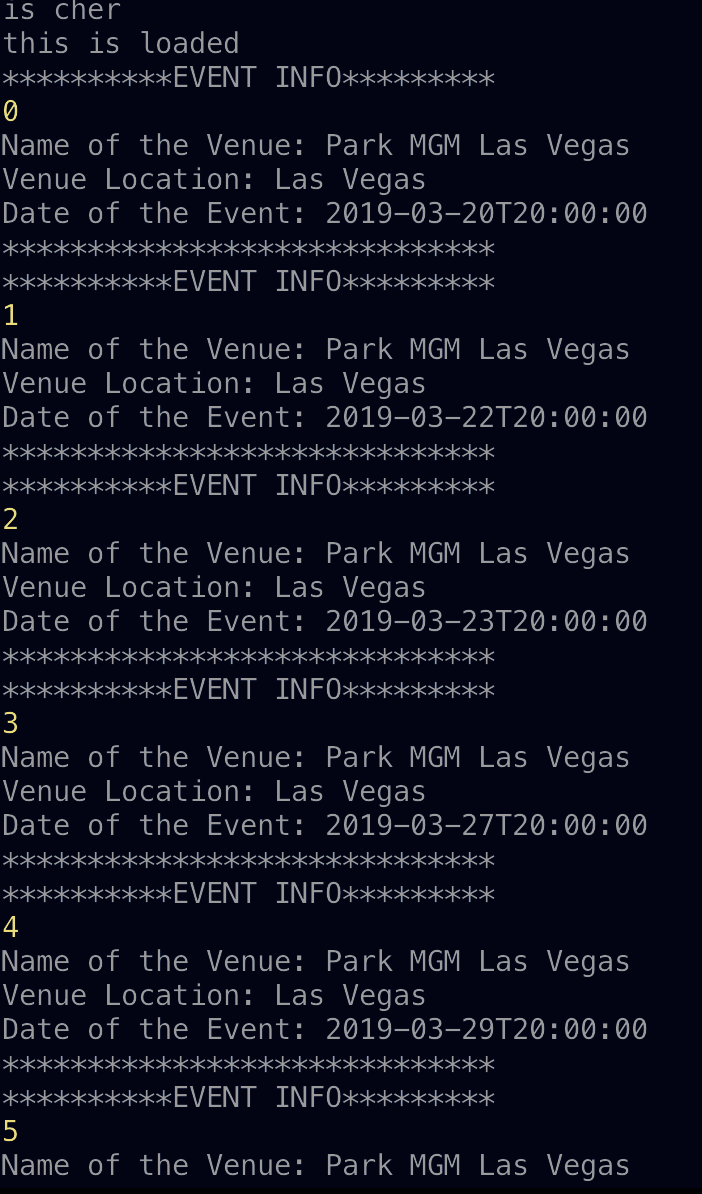 is cher
this is loaded
**********EVENT INFO*********
0
Name of the Venue: Park MGM Las Vegas
Venue Location: Las Vegas
Date of the Event: 2019-03-20T20:00:00
*****************************
**********EVENT INFO*********
1
Name of the Venue: Park MGM Las Vegas
Venue Location: Las Vegas
Date of the Event: 2019-03-22T20:00:00
*****************************
**********EVENT INFO*********
2
Name of the Venue: Park MGM Las Vegas
Venue Location: Las Vegas
Date of the Event: 2019-03-23T20:00:00
*****************************
**********EVENT INFO*********
3
Name of the Venue: Park MGM Las Vegas
Venue Location: Las Vegas
Date of the Event: 2019-03-27T20:00:00
*****************************
**********EVENT INFO*********
4
Name of the Venue: Park MGM Las Vegas
Venue Location: Las Vegas
Date of the Event: 2019-03-29T20:00:00
*****************************
**********EVENT INFO*********
5
Name of the Venue: Park MGM Las Vegas